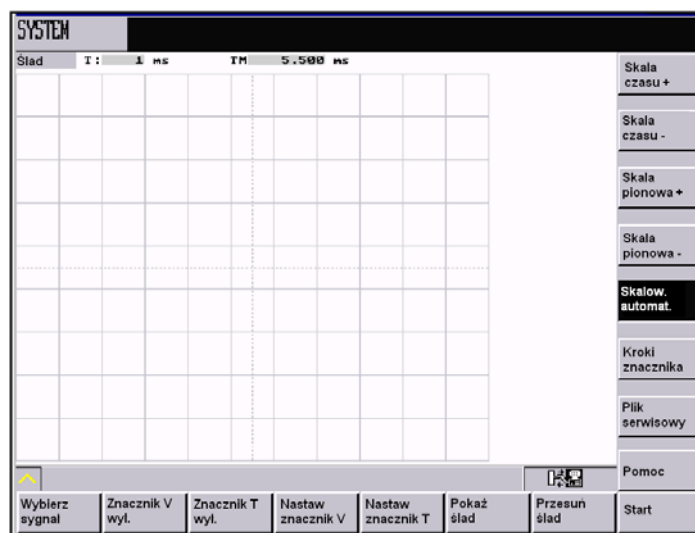 SYSTEM
Ślad T: 1 ms TM 5.500 ms
Skala
czasu +
Skala
czasu -
Skala
pionowa +
Skala
pionowa -
Skalow.
automat.
Kroki
znacznika
Plik
serwisowy
Pomoc
Wybierz
sygnal
Znacznik V
wył.
Znacznik T
wył.
Nastaw
znacznik V
Nastaw
znacznik T
Pokaż
ślad
Przesuń
ślad
Start